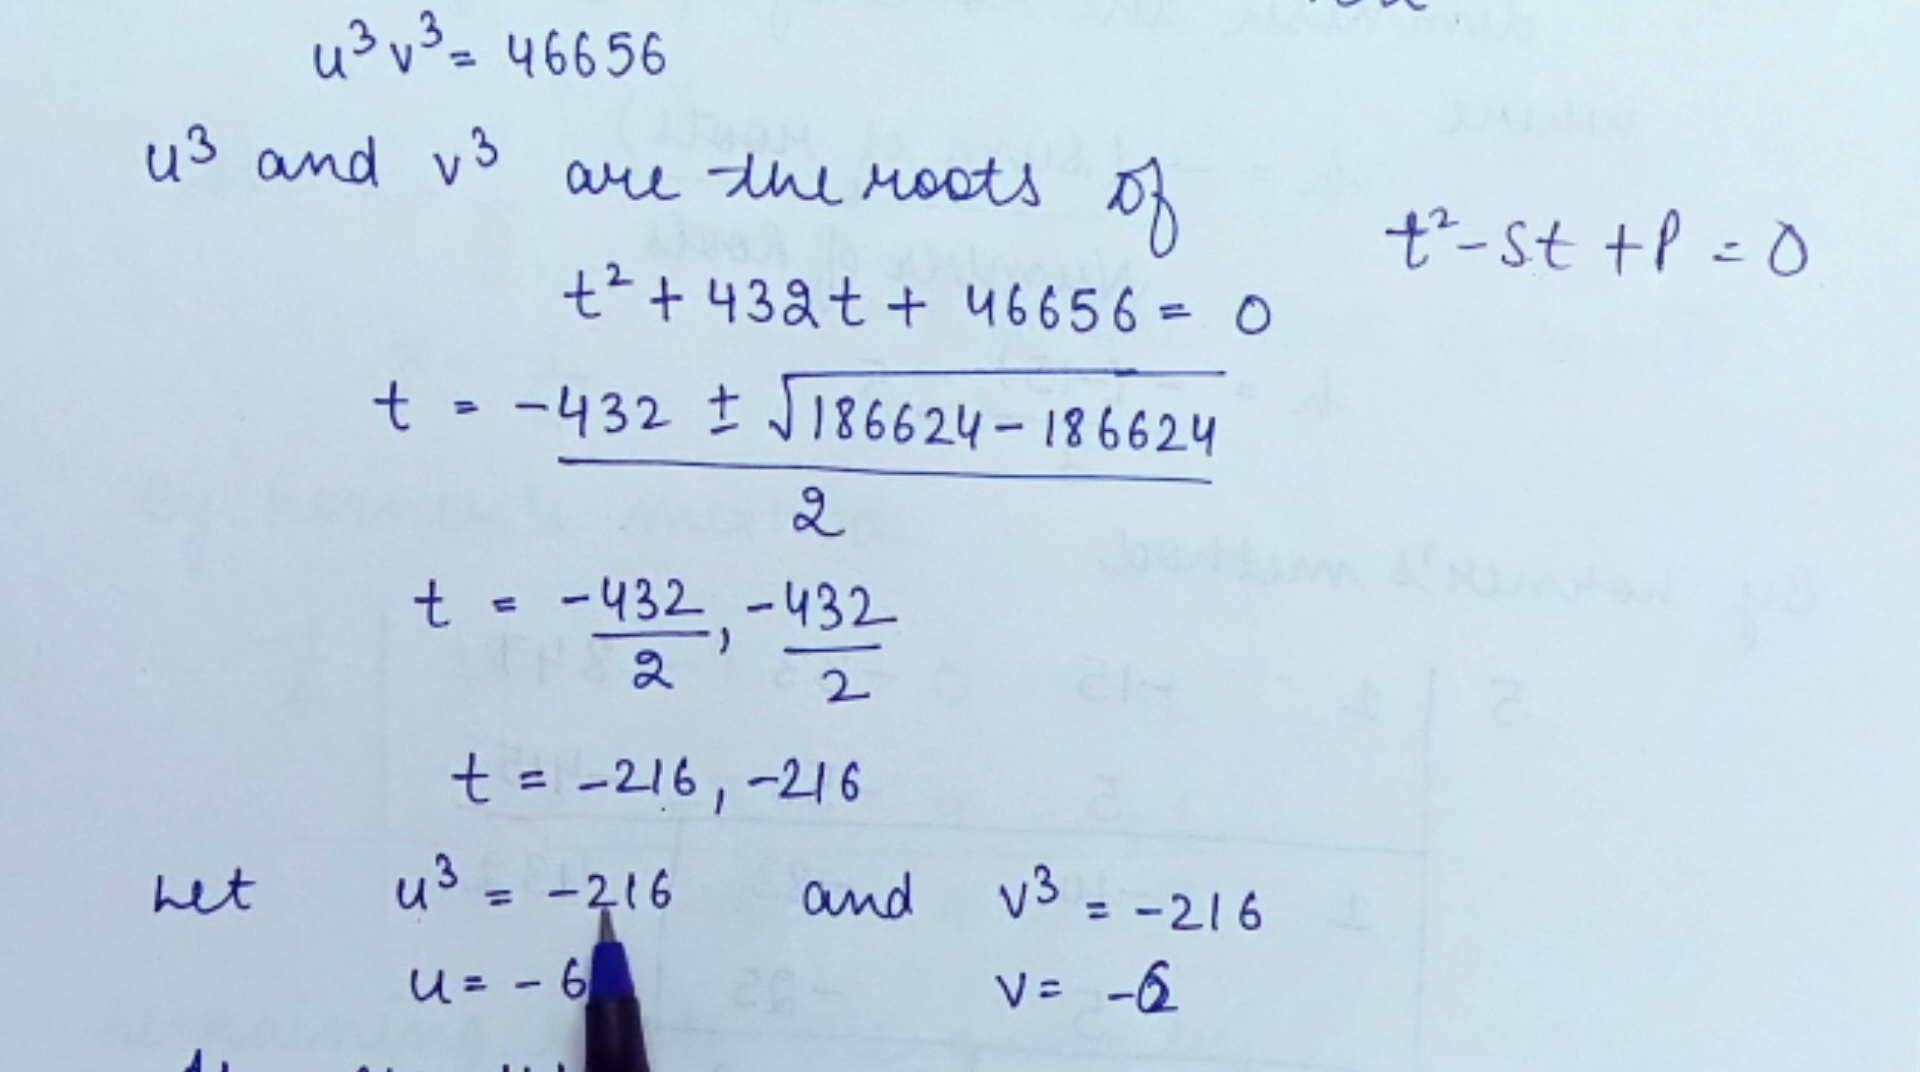 u³v³ = 46656
u³ and v³ are the roots of
t² - St + P = 0
t² + 432t + 46656 = 0
t = -432 ± √186624 - 186624
2
t = -432/2, -432/2
t = -216, -216
Let u³ = -216 and v³ = -216
u = -6 v = -6